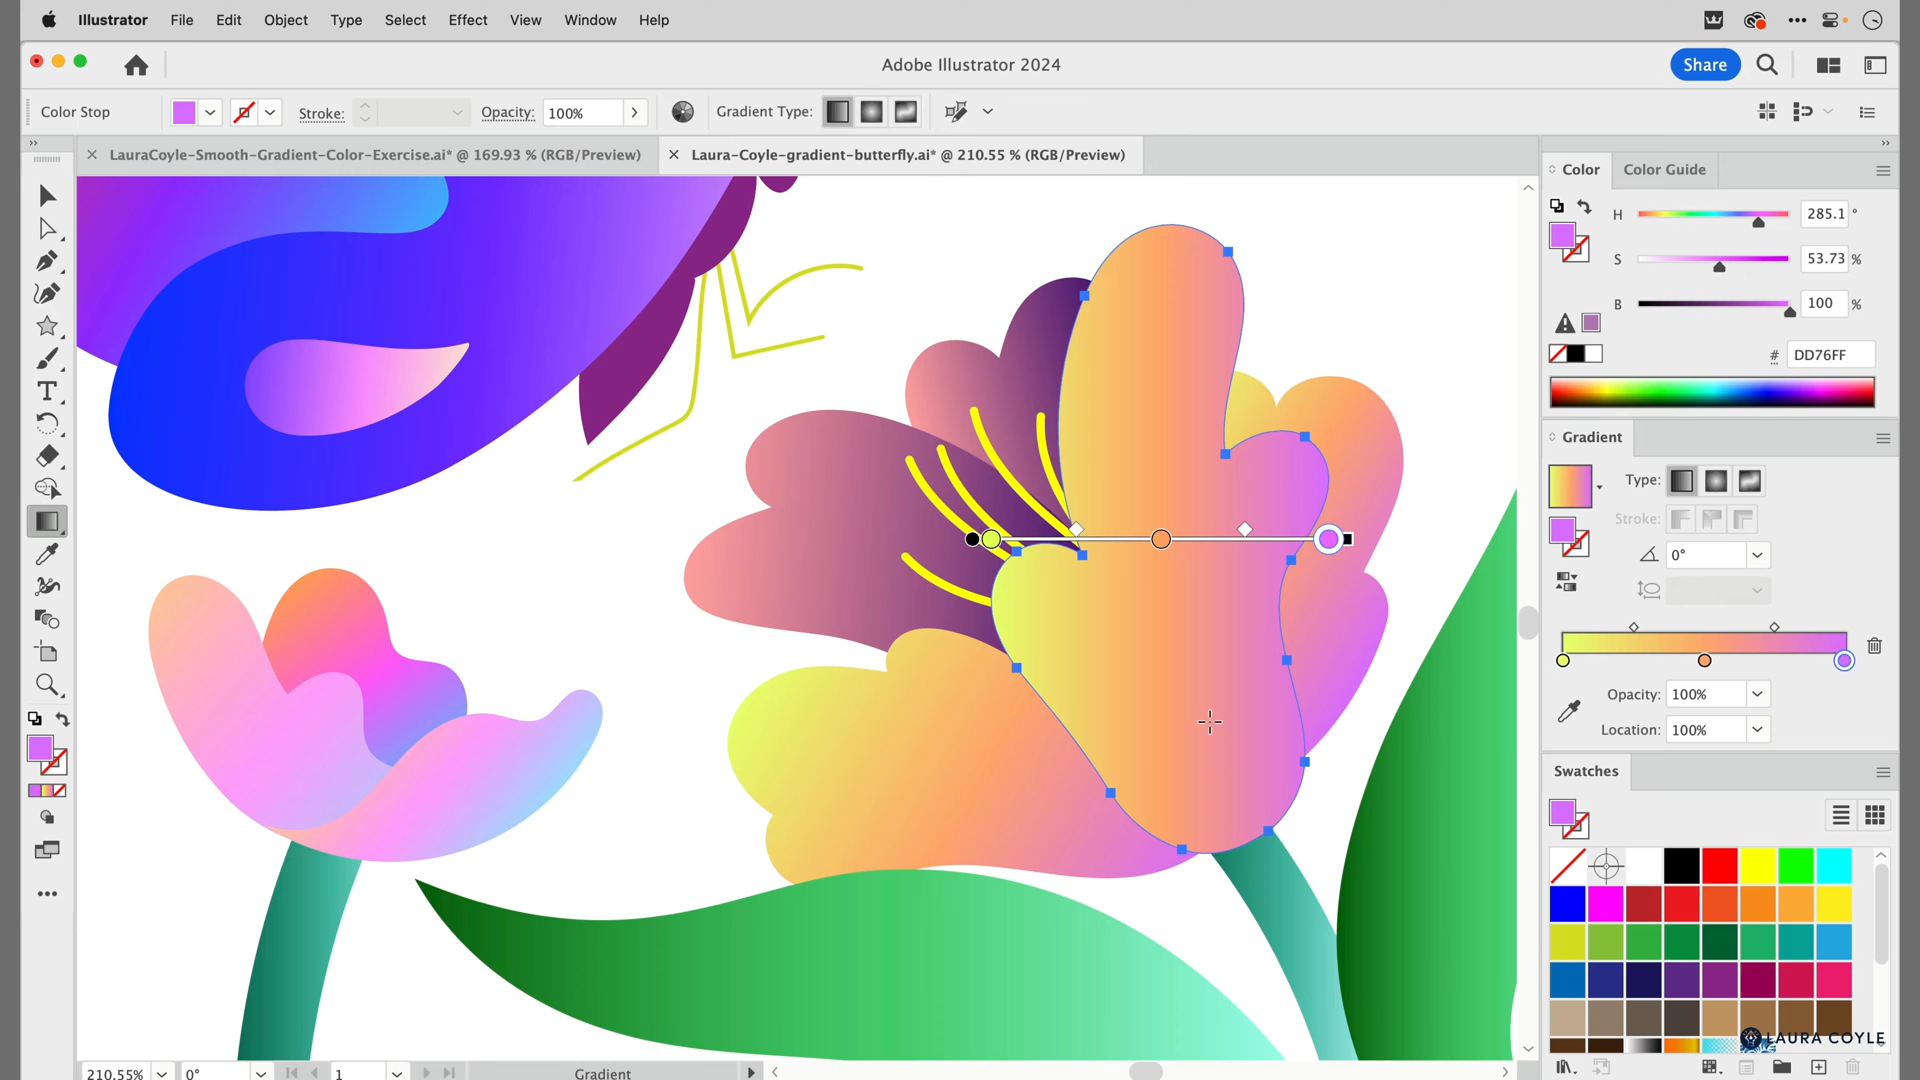 Illustrator File Edit Object Type Select Effect View Window Help
Adobe Illustrator 2024
Share
Color Stop
Stroke:
Opacity: 100%
Gradient Type:
LauraCoyle-Smooth-Gradient-Color-Exercise.ai* @ 169.93 % (RGB/Preview)
Laura-Coyle-gradient-butterfly.ai* @ 210.55 % (RGB/Preview)
Color Color Guide
H 285.1 °
S 53.73 %
B 100 %
# DD76FF
Gradient
Type:
Stroke:
0°
Opacity: 100%
Location: 100%
Swatches
LAURA COYLE
210.55% 0° 1 Gradient